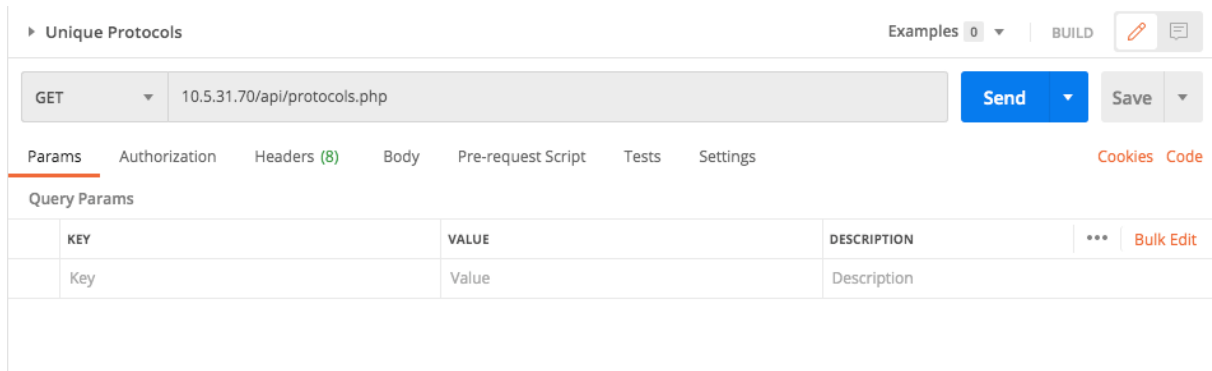 Unique Protocols Examples 0 BUILD
GET 10.5.31.70/api/protocols.php Send Save
Params Authorization Headers (8) Body Pre-request Script Tests Settings Cookies Code
Query Params
KEY VALUE DESCRIPTION ••• Bulk Edit
Key Value Description